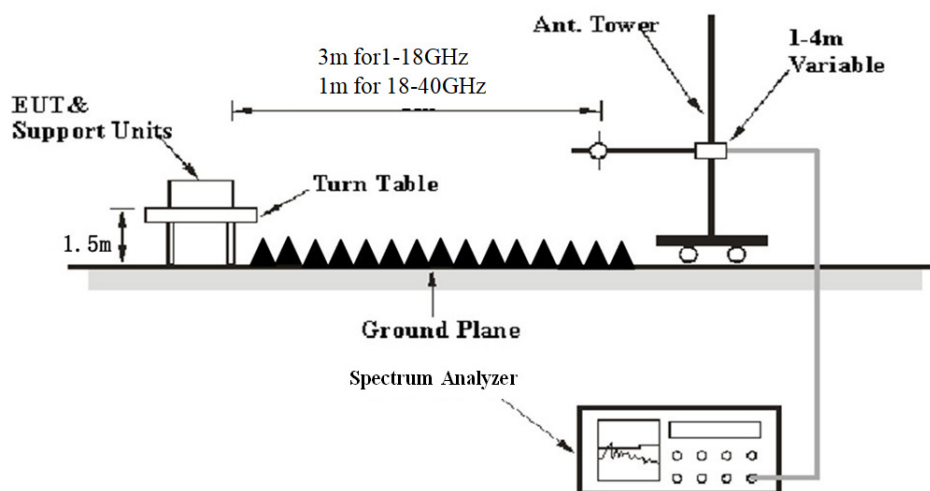 3m for1-18GHz
1m for 18-40GHz
Ant. Tower
1-4m
Variable
EUT&
Support Units
Turn Table
1.5m
Ground Plane
Spectrum Analyzer